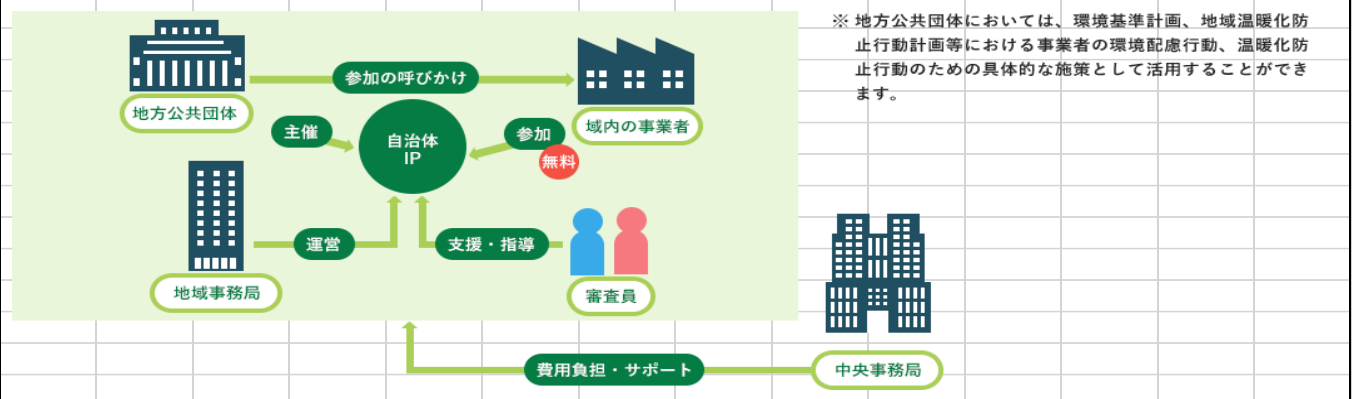 参加の呼びかけ
地方公共団体
域内の事業者
主催
自治体
IP
参加
無料
運営
支援・指導
地域事務局
審査員
費用負担・サポート
中央事務局
※ 地方公共団体においては、環境基準計画、地域温暖化防
止行動計画等における事業者の環境配慮行動、温暖化防
止行動のための具体的な施策として活用することができ
ます。